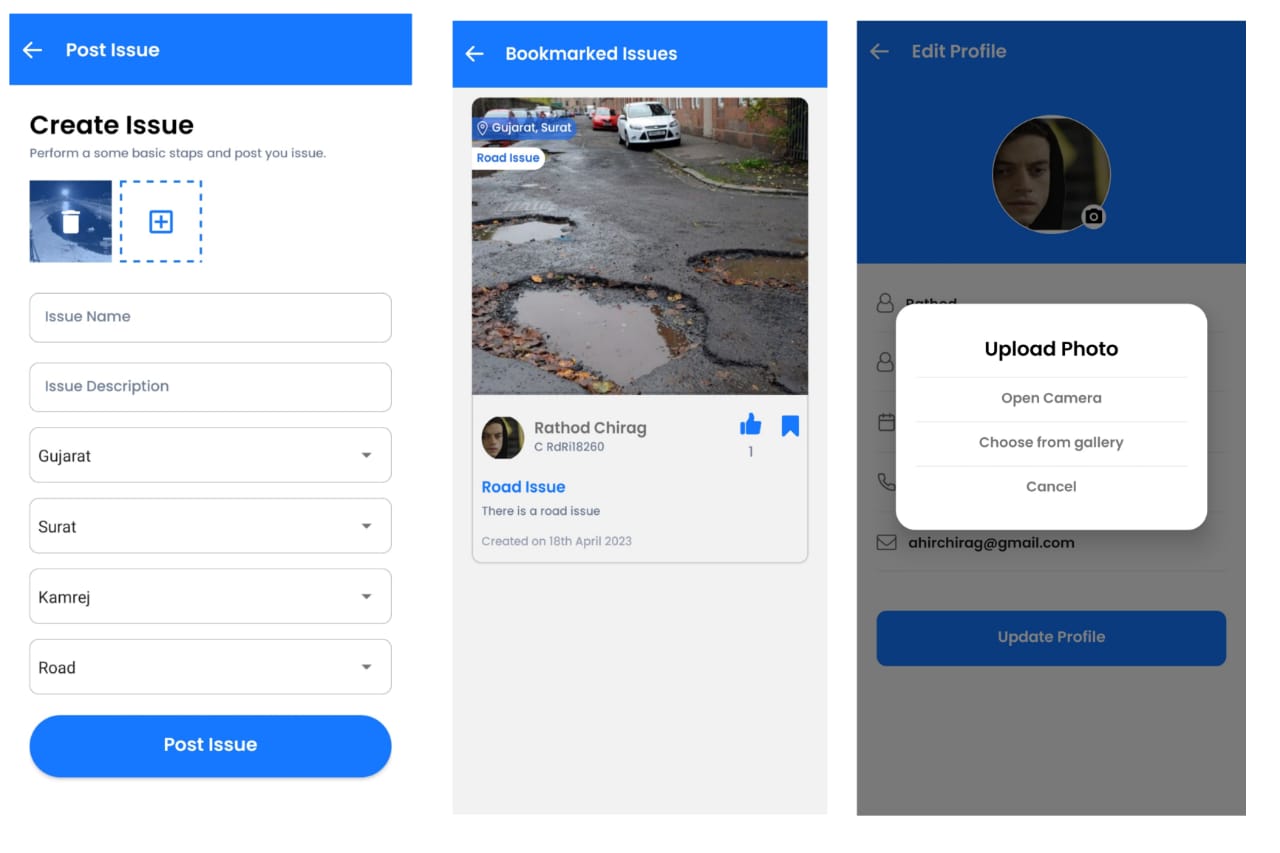 Post Issue
Create Issue
Perform a some basic staps and post you issue.
Issue Name
Issue Description
Gujarat
Surat
Kamrej
Road
Post Issue
Bookmarked Issues
Gujarat, Surat
Road Issue
Rathod Chirag
C RdRi18260
1
Road Issue
There is a road issue
Created on 18th April 2023
Edit Profile
Rathod
Upload Photo
Open Camera
Choose from gallery
Cancel
ahirchirag@gmail.com
Update Profile